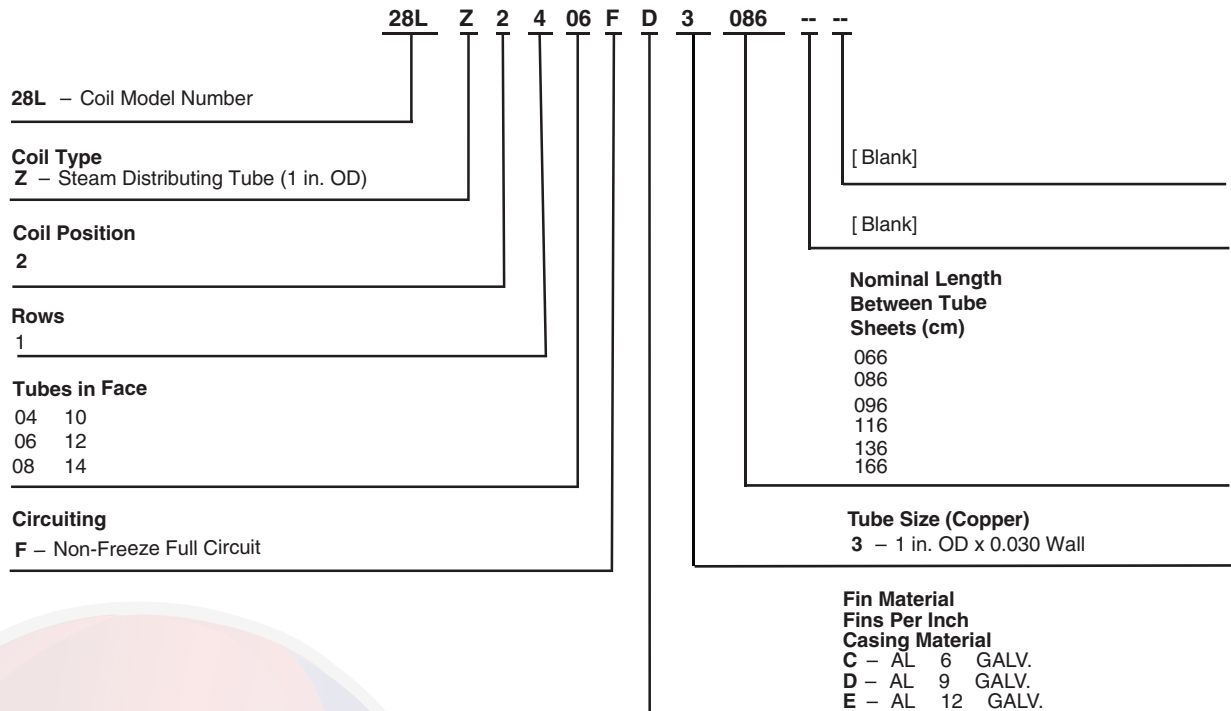 28L Z 2 4 06 F D 3 086 -- --
28L – Coil Model Number
Coil Type
Z – Steam Distributing Tube (1 in. OD)
Coil Position
2
Rows
1
Tubes in Face
04 10
06 12
08 14
Circuiting
F – Non-Freeze Full Circuit
[ Blank]
[ Blank]
Nominal Length
Between Tube
Sheets (cm)
066
086
096
116
136
166
Tube Size (Copper)
3 – 1 in. OD x 0.030 Wall
Fin Material
Fins Per Inch
Casing Material
C – AL 6 GALV.
D – AL 9 GALV.
E – AL 12 GALV.